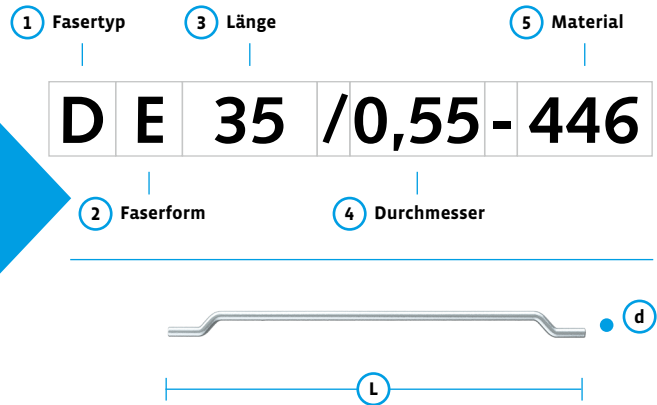 1 Fasertyp 3 Länge 5 Material
D E 35 /0,55-446
2 Faserform 4 Durchmesser
d
L